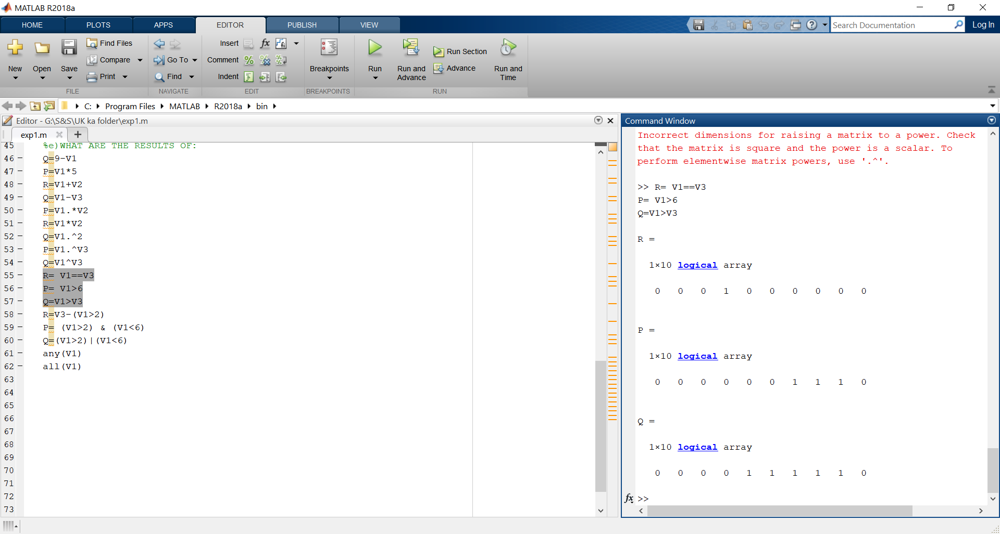 MATLAB R2018a
HOME PLOTS APPS EDITOR PUBLISH VIEW Search Documentation Log In
New Open Save Find Files Compare Print
Go To Find
Insert Comment Indent
Breakpoints
Run Run and Advance Run Section Advance Run and Time
FILE NAVIGATE EDIT BREAKPOINTS RUN
C: Program Files MATLAB R2018a bin
Editor - G:\S&S\UK ka folder\exp1.m
exp1.m
45 %e)WHAT ARE THE RESULTS OF:
46 - Q=9-V1
47 - P=V1*5
48 - R=V1+V2
49 - Q=V1-V3
50 - P=V1.*V2
51 - R=V1*V2
52 - Q=V1.^2
53 - P=V1.^V3
54 - Q=V1^V3
55 - R= V1==V3
56 - P= V1>6
57 - Q=V1>V3
58 - R=V3-(V1>2)
59 - P= (V1>2) & (V1<6)
60 - Q=(V1>2)|(V1<6)
61 - any(V1)
62 - all(V1)
63
64
65
66
67
68
69
70
71
72
73
Command Window
Incorrect dimensions for raising a matrix to a power. Check
that the matrix is square and the power is a scalar. To
perform elementwise matrix powers, use '.^'.
>> R= V1==V3
P= V1>6
Q=V1>V3
R =
1×10 logical array
0 0 0 1 0 0 0 0 0 0
P =
1×10 logical array
0 0 0 0 0 0 1 1 1 0
Q =
1×10 logical array
0 0 0 0 1 1 1 1 1 0
fx >>